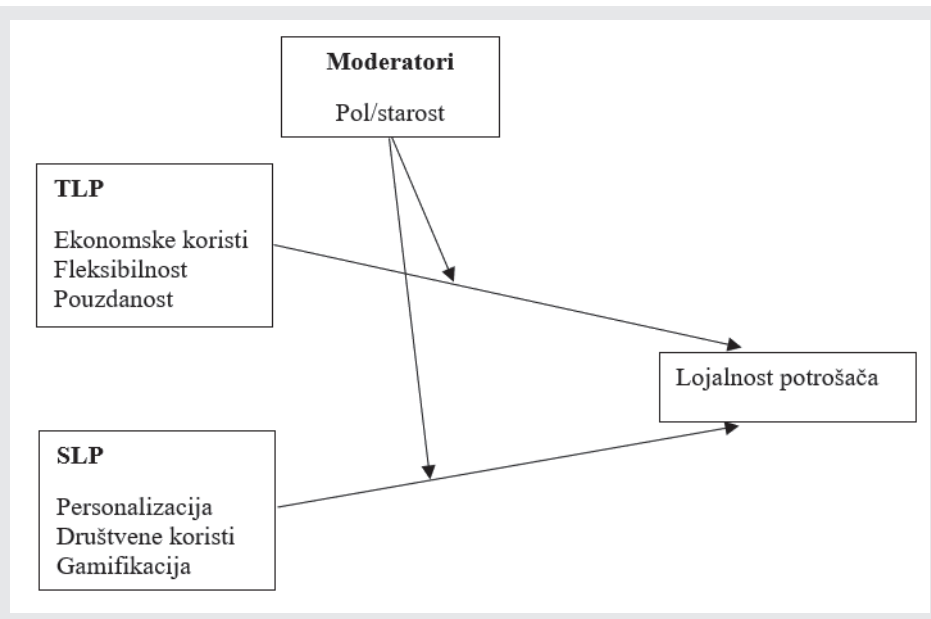 Moderatori
Pol/starost
TLP
Ekonomske koristi
Fleksibilnost
Pouzdanost
Lojalnost potrošača
SLP
Personalizacija
Društvene koristi
Gamifikacija